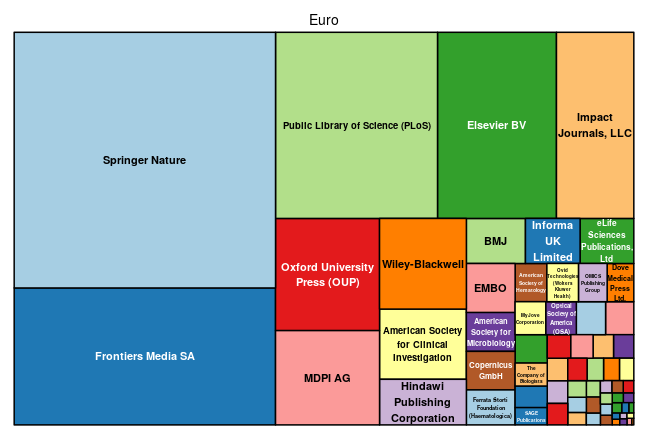 Euro
Springer Nature
Frontiers Media SA
Public Library of Science (PLoS)
Elsevier BV
Impact
Journals, LLC
Oxford University
Press (OUP)
MDPI AG
Wiley-Blackwell
American Society
for Clinical
Investigation
Hindawi
Publishing
Corporation
BMJ
Informa
UK
Limited
eLife
Sciences
Publications,
Ltd
EMBO
American
Society for
Microbiology
Copernicus
GmbH
Ferrata Storti
Foundation
(Haematologica)
American
Society of
Hematology
Ovid
Technologies
(Wolters
Kluwer
Health)
OMICS
Publishing
Group
Dove
Medical
Press
Ltd.
MyJove
Corporation
Optical
Society of
America
(OSA)
The
Company of
Biologists
SAGE
Publications